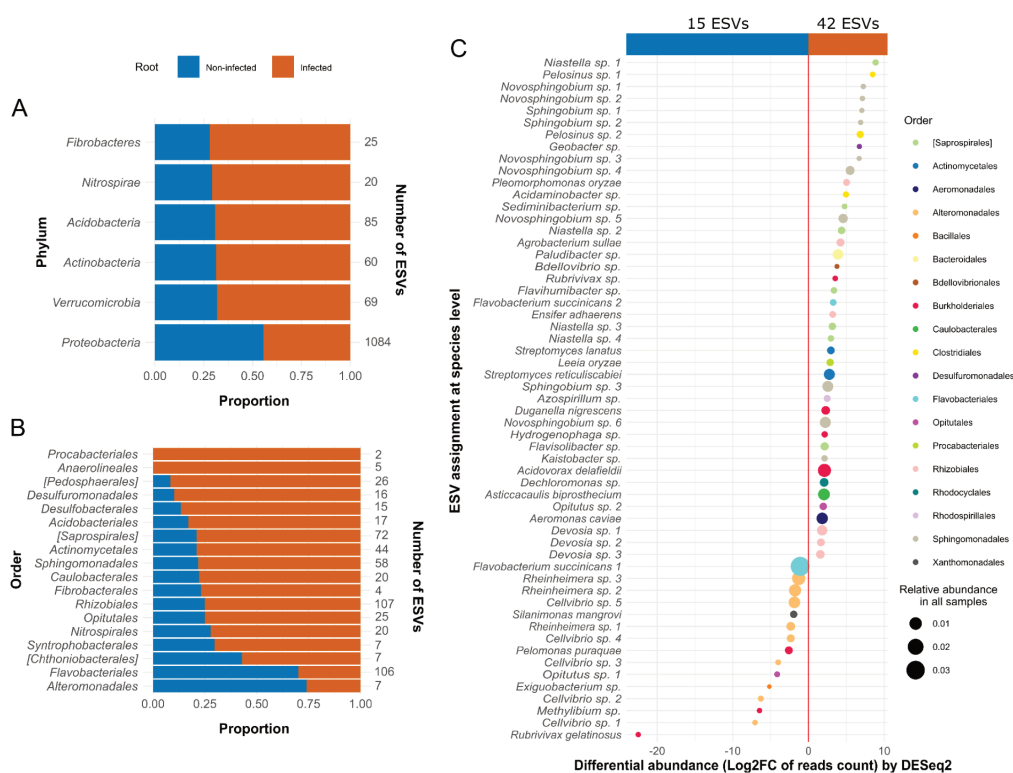 Root
Non-infected
Infected
A
Fibrobacteres
25
Nitrospirae
20
Acidobacteria
85
Actinobacteria
60
Verrucomicrobia
69
Proteobacteria
1084
Phylum
Number of ESVs
0.00 0.25 0.50 0.75 1.00
Proportion
B
Procabacteriales 2
Anaerolineales 5
[Pedosphaerales] 26
Desulfuromonadales 16
Desulfobacterales 15
Acidobacteriales 17
[Saprospirales] 72
Actinomycetales 44
Sphingomonadales 58
Caulobacterales 20
Fibrobacterales 4
Rhizobiales 107
Opitutales 25
Nitrospirales 20
Syntrophobacterales 7
[Chthoniobacterales] 7
Flavobacteriales 106
Alteromonadales 7
Order
Number of ESVs
0.00 0.25 0.50 0.75 1.00
Proportion
C
15 ESVs 42 ESVs
Niastella sp. 1
Pelosinus sp. 1
Novosphingobium sp. 1
Novosphingobium sp. 2
Sphingobium sp. 1
Sphingobium sp. 2
Pelosinus sp. 2
Geobacter sp.
Novosphingobium sp. 3
Novosphingobium sp. 4
Pleomorphomonas oryzae
Acidaminobacter sp.
Sediminibacterium sp.
Novosphingobium sp. 5
Niastella sp. 2
Agrobacterium sullae
Paludibacter sp.
Bdellovibrio sp.
Rubrivivax sp.
Flavihumibacter sp.
Flavobacterium succinicans 2
Ensifer adhaerens
Niastella sp. 3
Niastella sp. 4
Streptomyces lanatus
Leeia oryzae
Streptomyces reticuliscabiei
Sphingobium sp. 3
Azospirillum sp.
Duganella nigrescens
Novosphingobium sp. 6
Hydrogenophaga sp.
Flavisolibacter sp.
Kaistobacter sp.
Acidovorax delafieldii
Dechloromonas sp.
Asticcacaulis biprosthecium
Opitutus sp. 2
Aeromonas caviae
Devosia sp. 1
Devosia sp. 2
Devosia sp. 3
Flavobacterium succinicans 1
Rheinheimera sp. 3
Rheinheimera sp. 2
Cellvibrio sp. 5
Silanimonas mangrovi
Rheinheimera sp. 1
Cellvibrio sp. 4
Pelomonas puraquae
Cellvibrio sp. 3
Opitutus sp. 1
Exiguobacterium sp.
Cellvibrio sp. 2
Methylibium sp.
Cellvibrio sp. 1
Rubrivivax gelatinosus
ESV assignment at species level
-20 -10 0 10
Differential abundance (Log2FC of reads count) by DESeq2
Order
[Saprospirales]
Actinomycetales
Aeromonadales
Alteromonadales
Bacillales
Bacteroidales
Bdellovibrionales
Burkholderiales
Caulobacterales
Clostridiales
Desulfuromonadales
Flavobacteriales
Opitutales
Procabacteriales
Rhizobiales
Rhodocyclales
Rhodospirillales
Sphingomonadales
Xanthomonadales
Relative abundance
in all samples
0.01
0.02
0.03